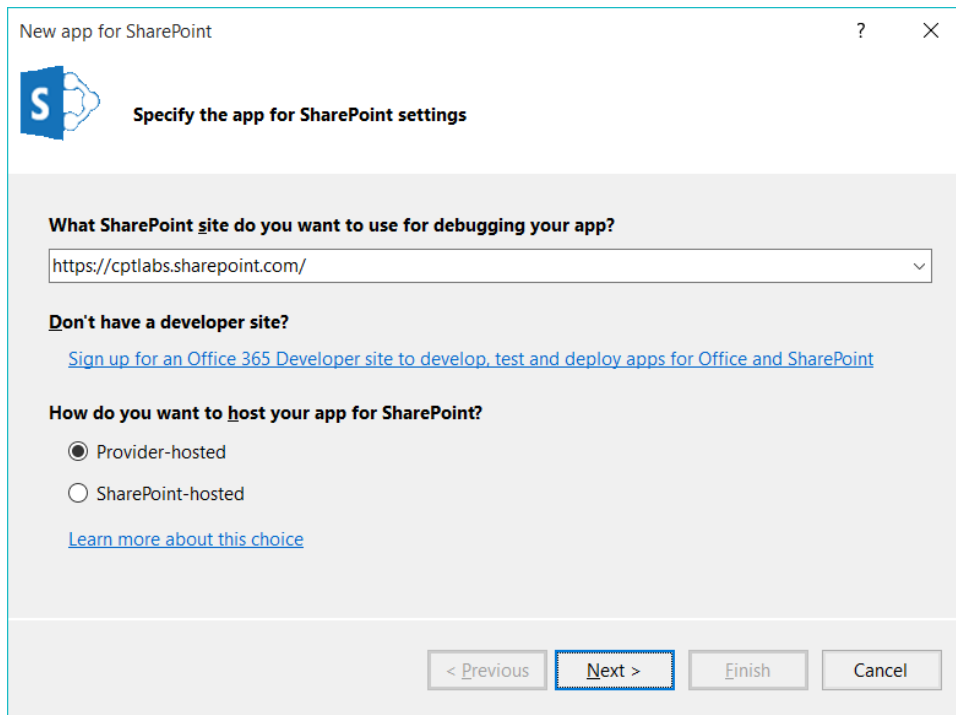 New app for SharePoint
?
S
Specify the app for SharePoint settings
What SharePoint site do you want to use for debugging your app?
https://cptlabs.sharepoint.com/
Don't have a developer site?
Sign up for an Office 365 Developer site to develop, test and deploy apps for Office and SharePoint
How do you want to host your app for SharePoint?
Provider-hosted
SharePoint-hosted
Learn more about this choice
< Previous Next > Finish Cancel